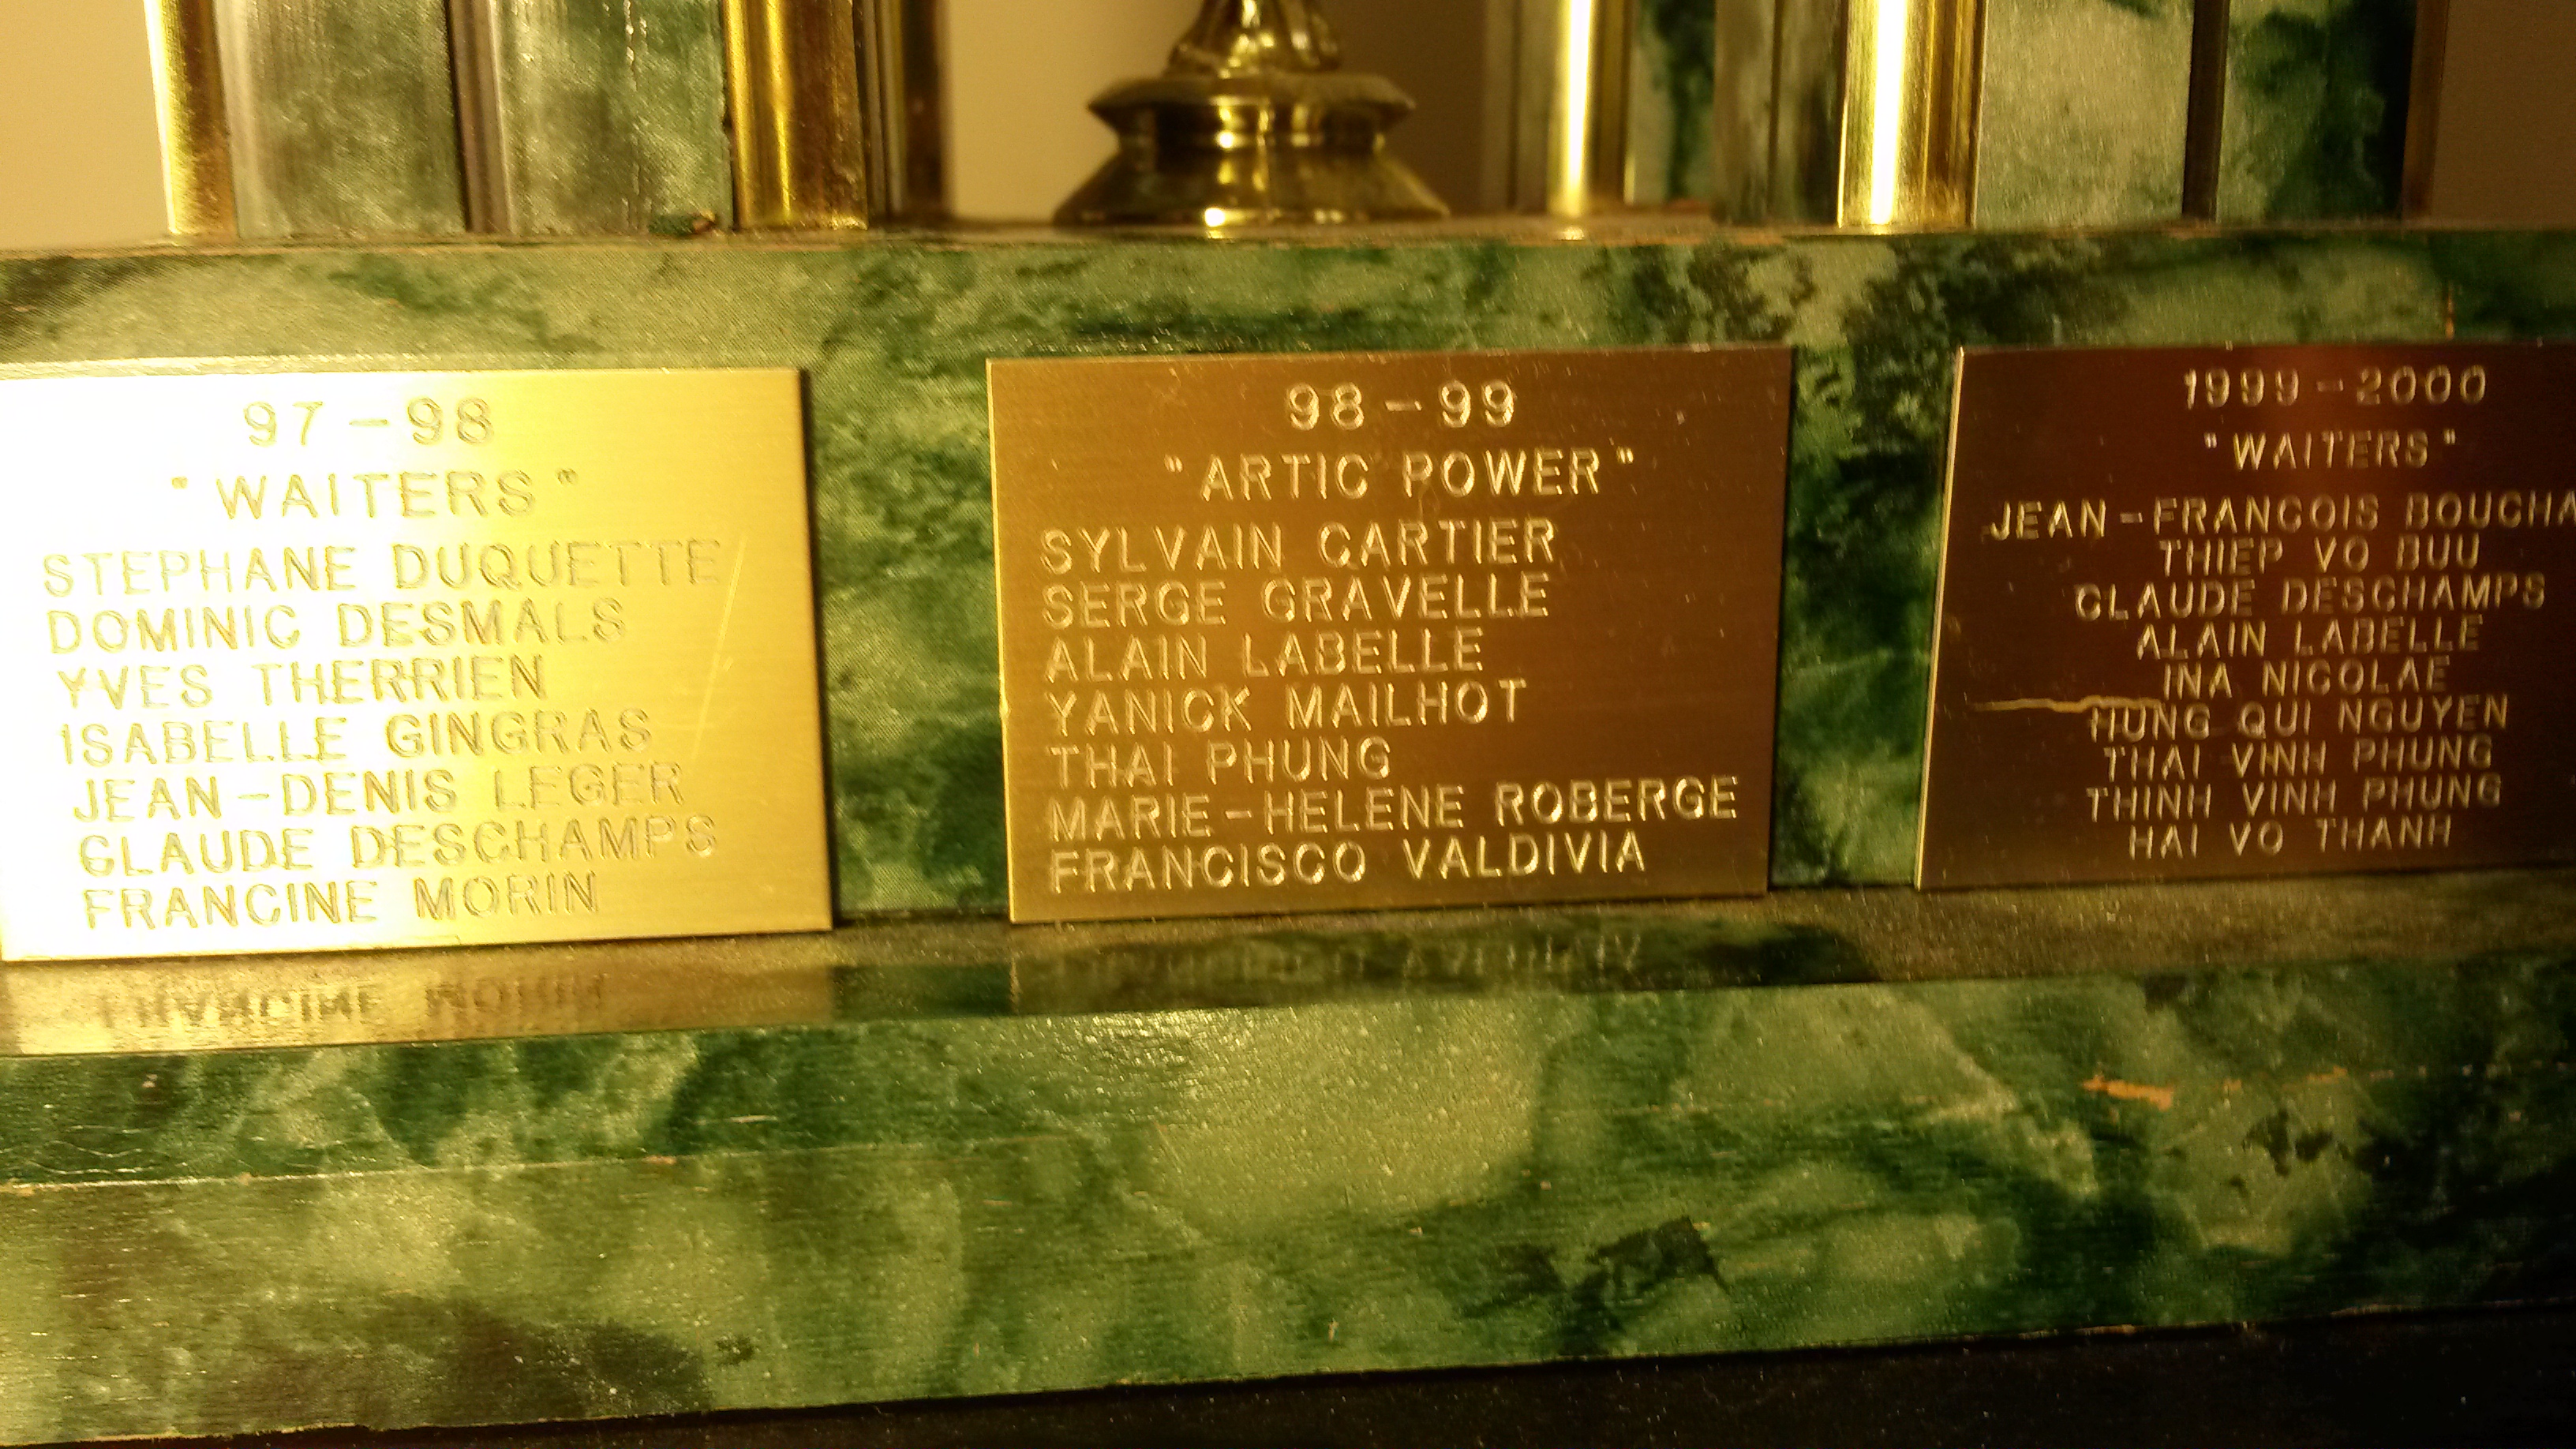 97-98
"WAITERS"
STEPHANE DUQUETTE
DOMINIC DESMALS
YVES THERRIEN
ISABELLE GINGRAS
JEAN-DENIS LEGER
CLAUDE DESCHAMPS
FRANCINE MORIN
98-99
"ARTIC POWER"
SYLVAIN CARTIER
SERGE GRAVELLE
ALAIN LABELLE
YANICK MAILHOT
THAI PHUNG
MARIE-HELENE ROBERGE
FRANCISCO VALDIVIA
1999-2000
"WAITERS"
JEAN-FRANCOIS
THIEP VO BUU
CLAUDE DESCHAMPS
ALAIN LABELLE
INA NICOLAE
HUNG QUI NGUYEN
THAI VINH PHUNG
THINH VINH PHUNG
HAI VO THANH